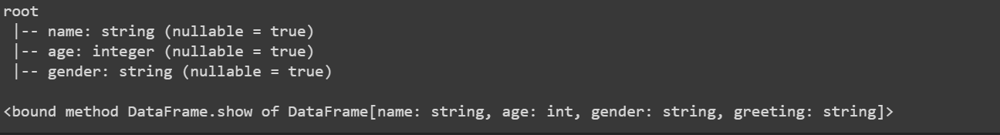 root
 |-- name: string (nullable = true)
 |-- age: integer (nullable = true)
 |-- gender: string (nullable = true)
<bound method DataFrame.show of DataFrame[name: string, age: int, gender: string, greeting: string]>